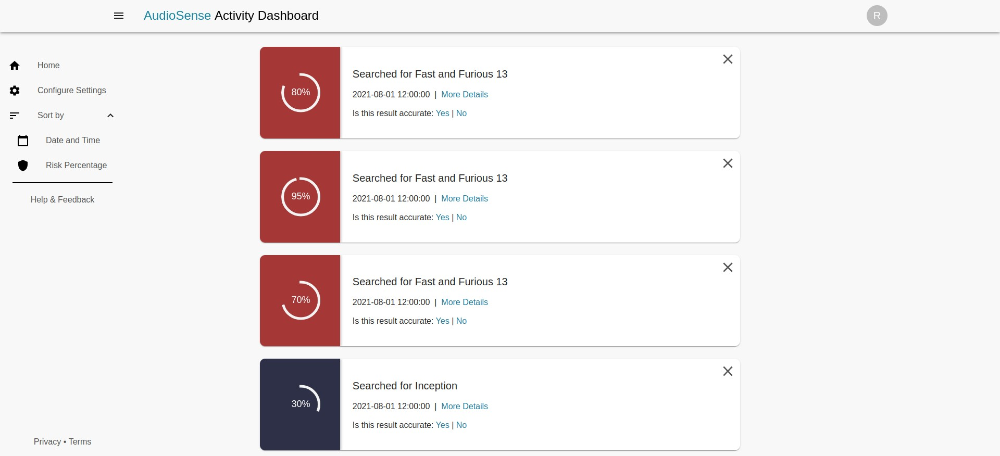 AudioSense Activity Dashboard
R
Home
Configure Settings
Sort by
Date and Time
Risk Percentage
Help & Feedback
Privacy • Terms
80%
Searched for Fast and Furious 13
2021-08-01 12:00:00 | More Details
Is this result accurate: Yes | No
95%
Searched for Fast and Furious 13
2021-08-01 12:00:00 | More Details
Is this result accurate: Yes | No
70%
Searched for Fast and Furious 13
2021-08-01 12:00:00 | More Details
Is this result accurate: Yes | No
30%
Searched for Inception
2021-08-01 12:00:00 | More Details
Is this result accurate: Yes | No